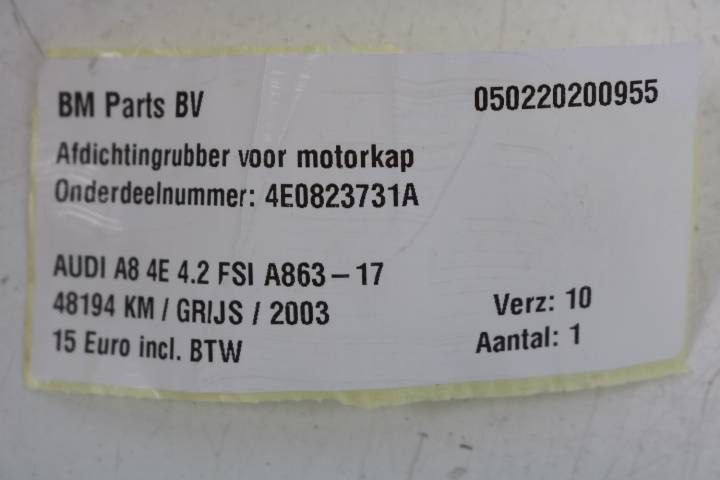 BM Parts BV 050220200955
Afdichtingrubber voor motorkap
Onderdeelnummer: 4E0823731A
AUDI A8 4E 4.2 FSI A863-17
48194 KM / GRIJS / 2003 Verz: 10
15 Euro incl. BTW Aantal: 1